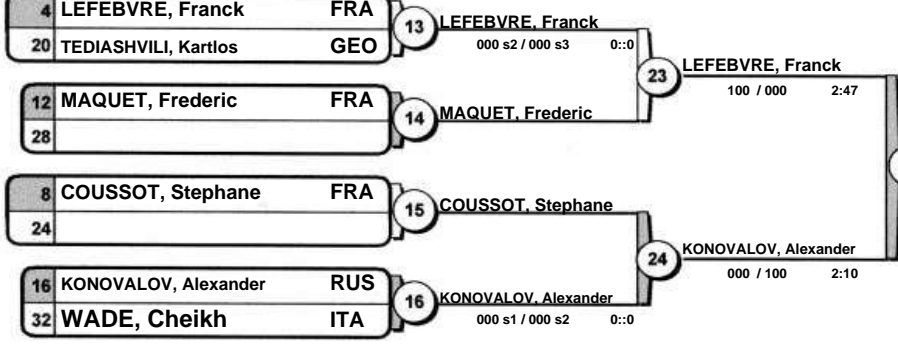 4 LEFEBVRE, Franck FRA
20 TEDIASHVILI, Kartlos GEO
13
LEFEBVRE, Franck
000 s2 / 000 s3 0::0
12 MAQUET, Frederic FRA
28
14
MAQUET, Frederic
23
LEFEBVRE, Franck
100 / 000 2:47
8 COUSSOT, Stephane FRA
24
15
COUSSOT, Stephane
16 KONOVALOV, Alexander RUS
32 WADE, Cheikh ITA
16
KONOVALOV, Alexander
000 s1 / 000 s2 0::0
24
KONOVALOV, Alexander
000 / 100 2:10